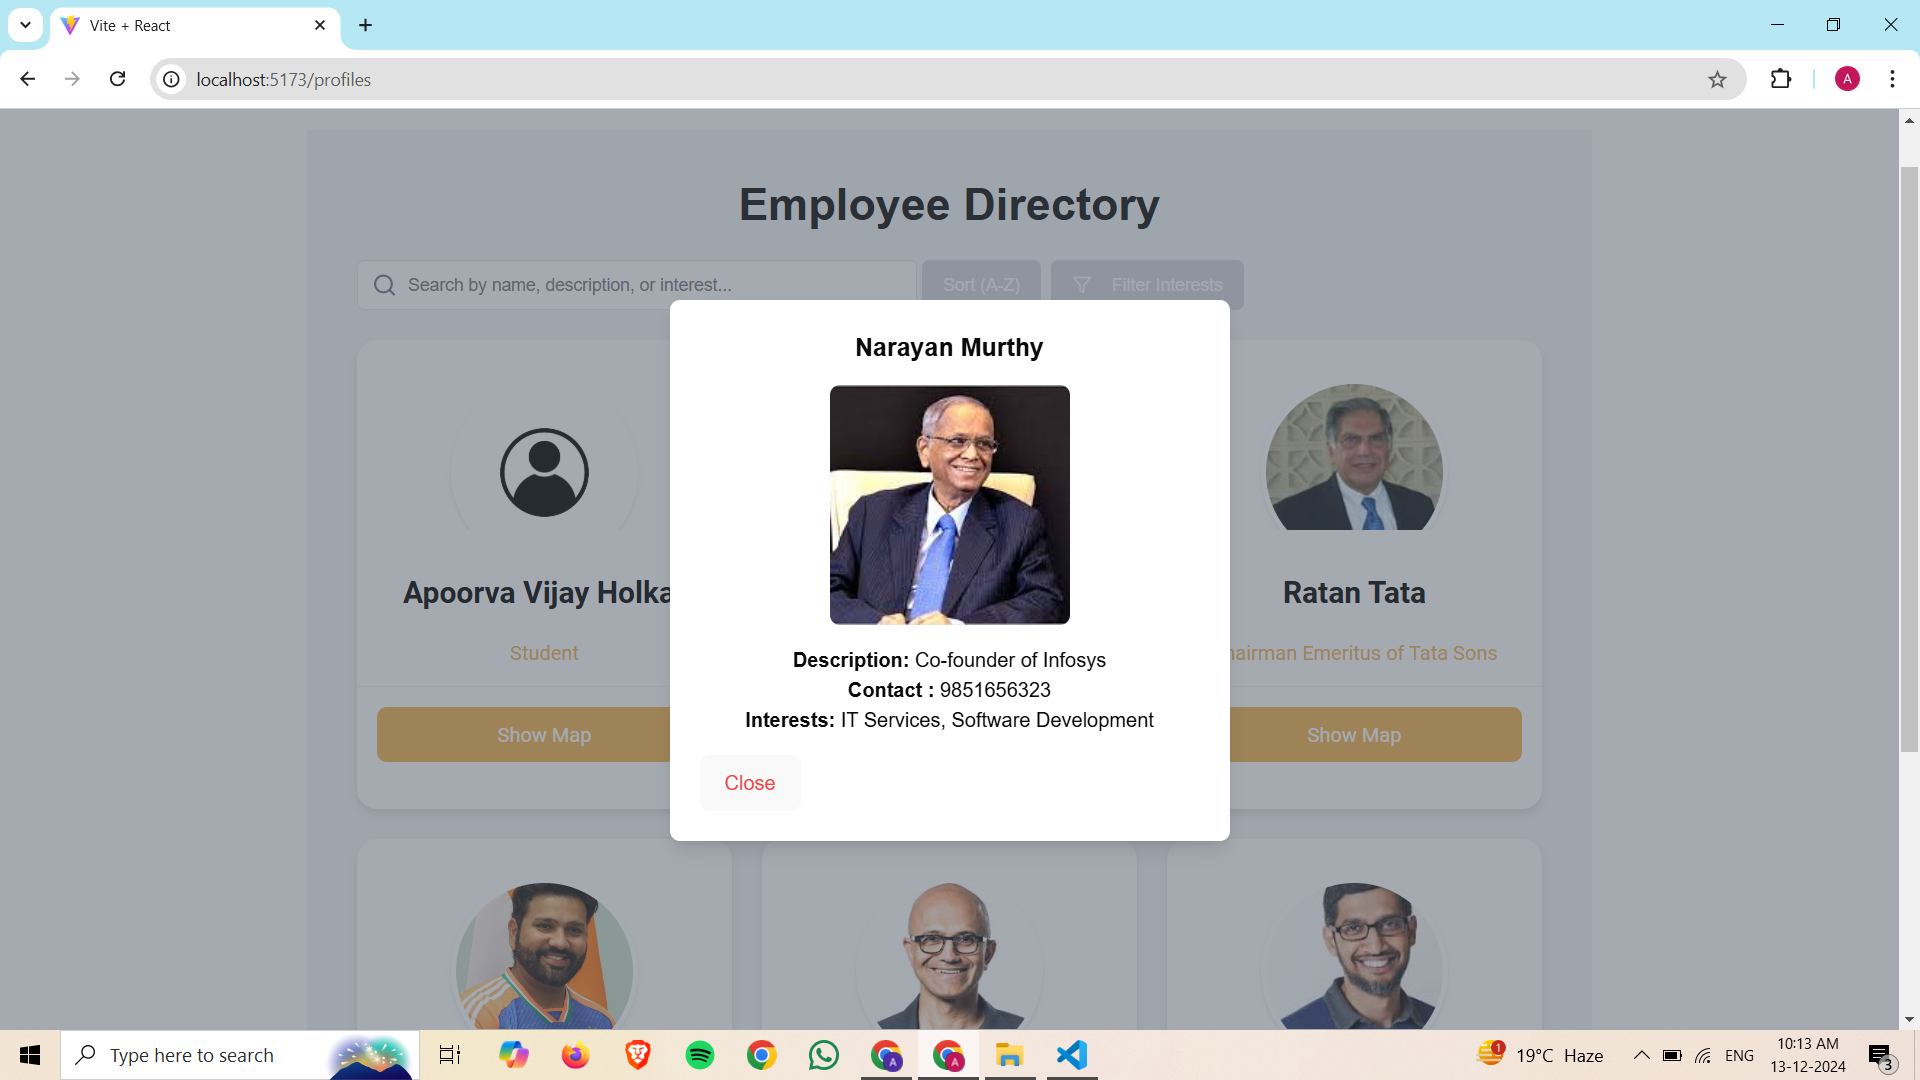 Vite + React
localhost:5173/profiles
A
Employee Directory
Search by name, description, or interest...
Sort (A-Z)
Filter Interests
Narayan Murthy
Description: Co-founder of Infosys
Contact : 9851656323
Interests: IT Services, Software Development
Close
Apoorva Vijay Holka
Student
Show Map
Ratan Tata
hairman Emeritus of Tata Sons
Show Map
Type here to search
A
A
1
19°C Haze
ENG
10:13 AM
13-12-2024
3